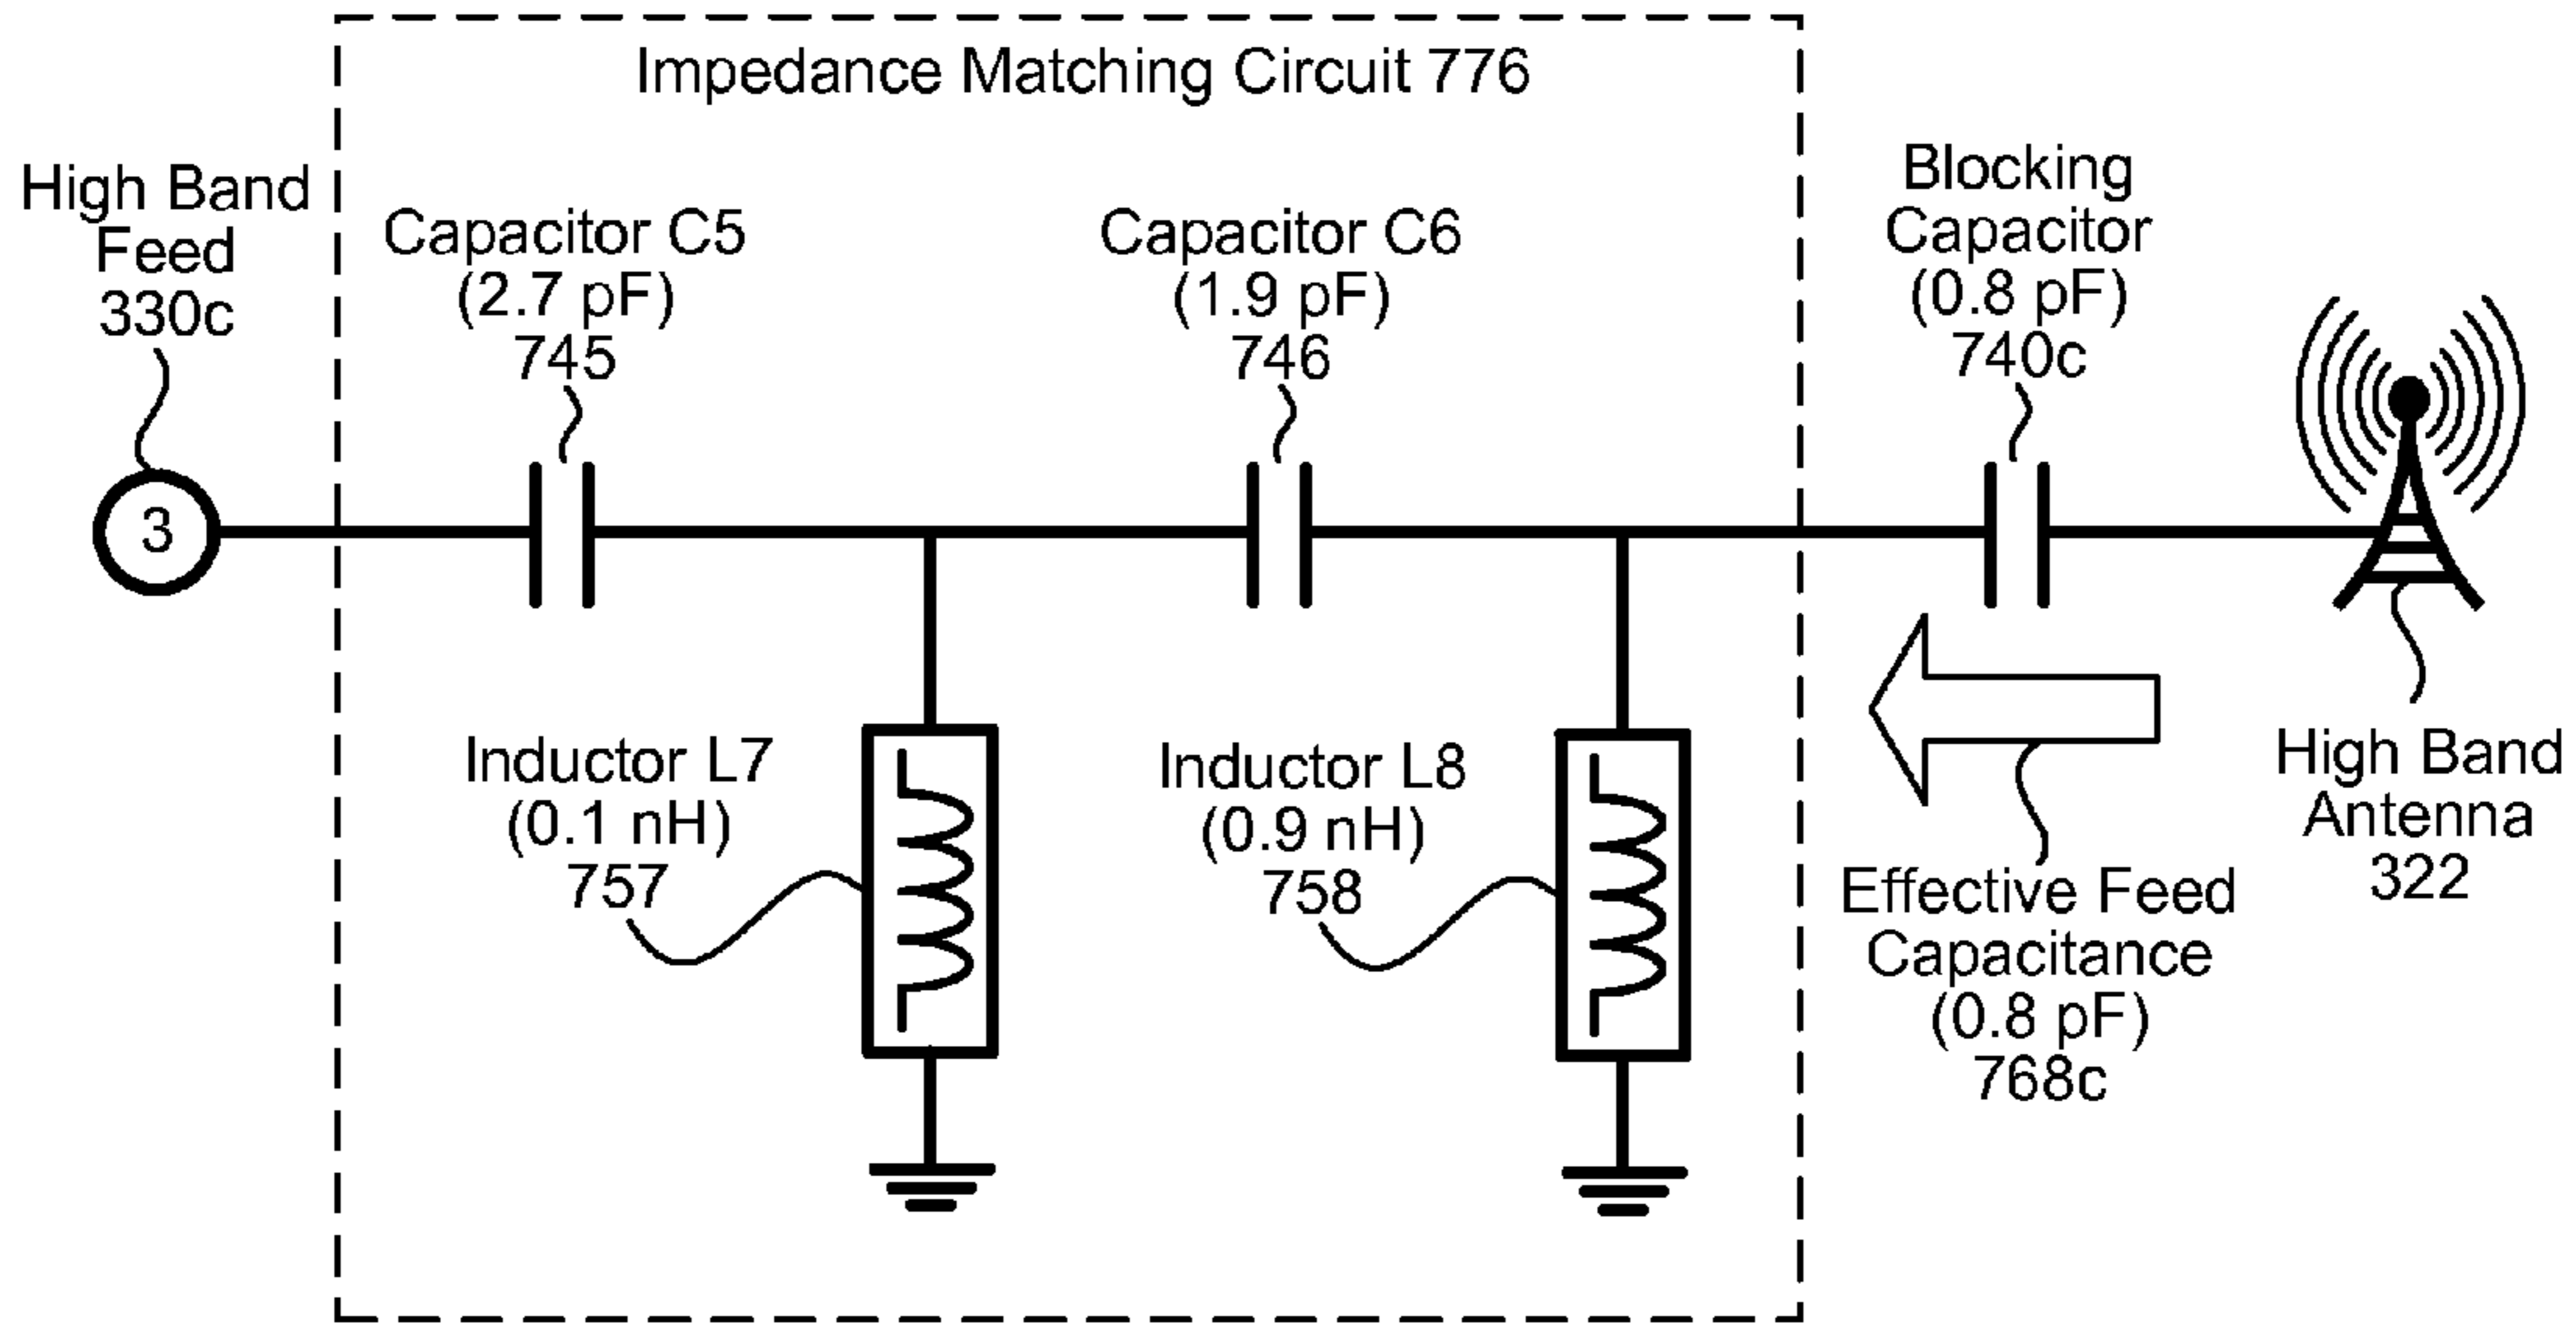 Impedance Matching Circuit 776
High Band
Feed
330c
Capacitor C5
(2.7 pF)
745
Capacitor C6
(1.9 pF)
746
Blocking
Capacitor
(0.8 pF)
740c
3
Inductor L7
(0.1 nH)
757
Inductor L8
(0.9 nH)
758
Effective Feed
Capacitance
(0.8 pF)
768c
High Band
Antenna
322